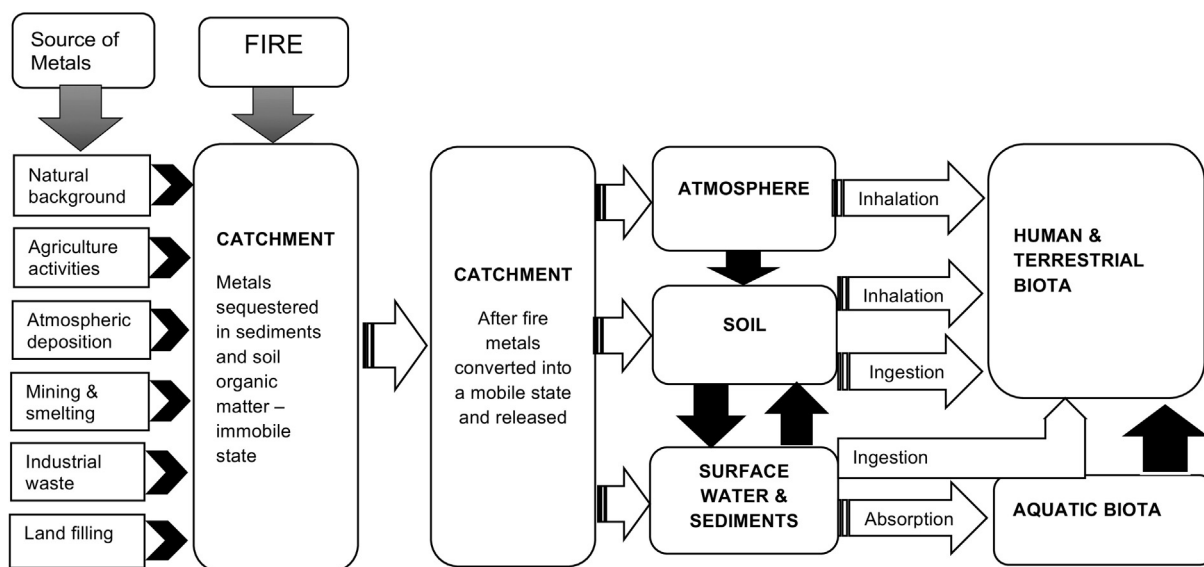 Source of
Metals
FIRE
Natural
background
Agriculture
activities
Atmospheric
deposition
Mining &
smelting
Industrial
waste
Land filling
CATCHMENT
Metals
sequestered
in sediments
and soil
organic
matter –
immobile
state
CATCHMENT
After fire
metals
converted into
a mobile state
and released
ATMOSPHERE
SOIL
SURFACE
WATER &
SEDIMENTS
Inhalation
Inhalation
Ingestion
Ingestion
Absorption
HUMAN &
TERRESTRIAL
BIOTA
AQUATIC BIOTA